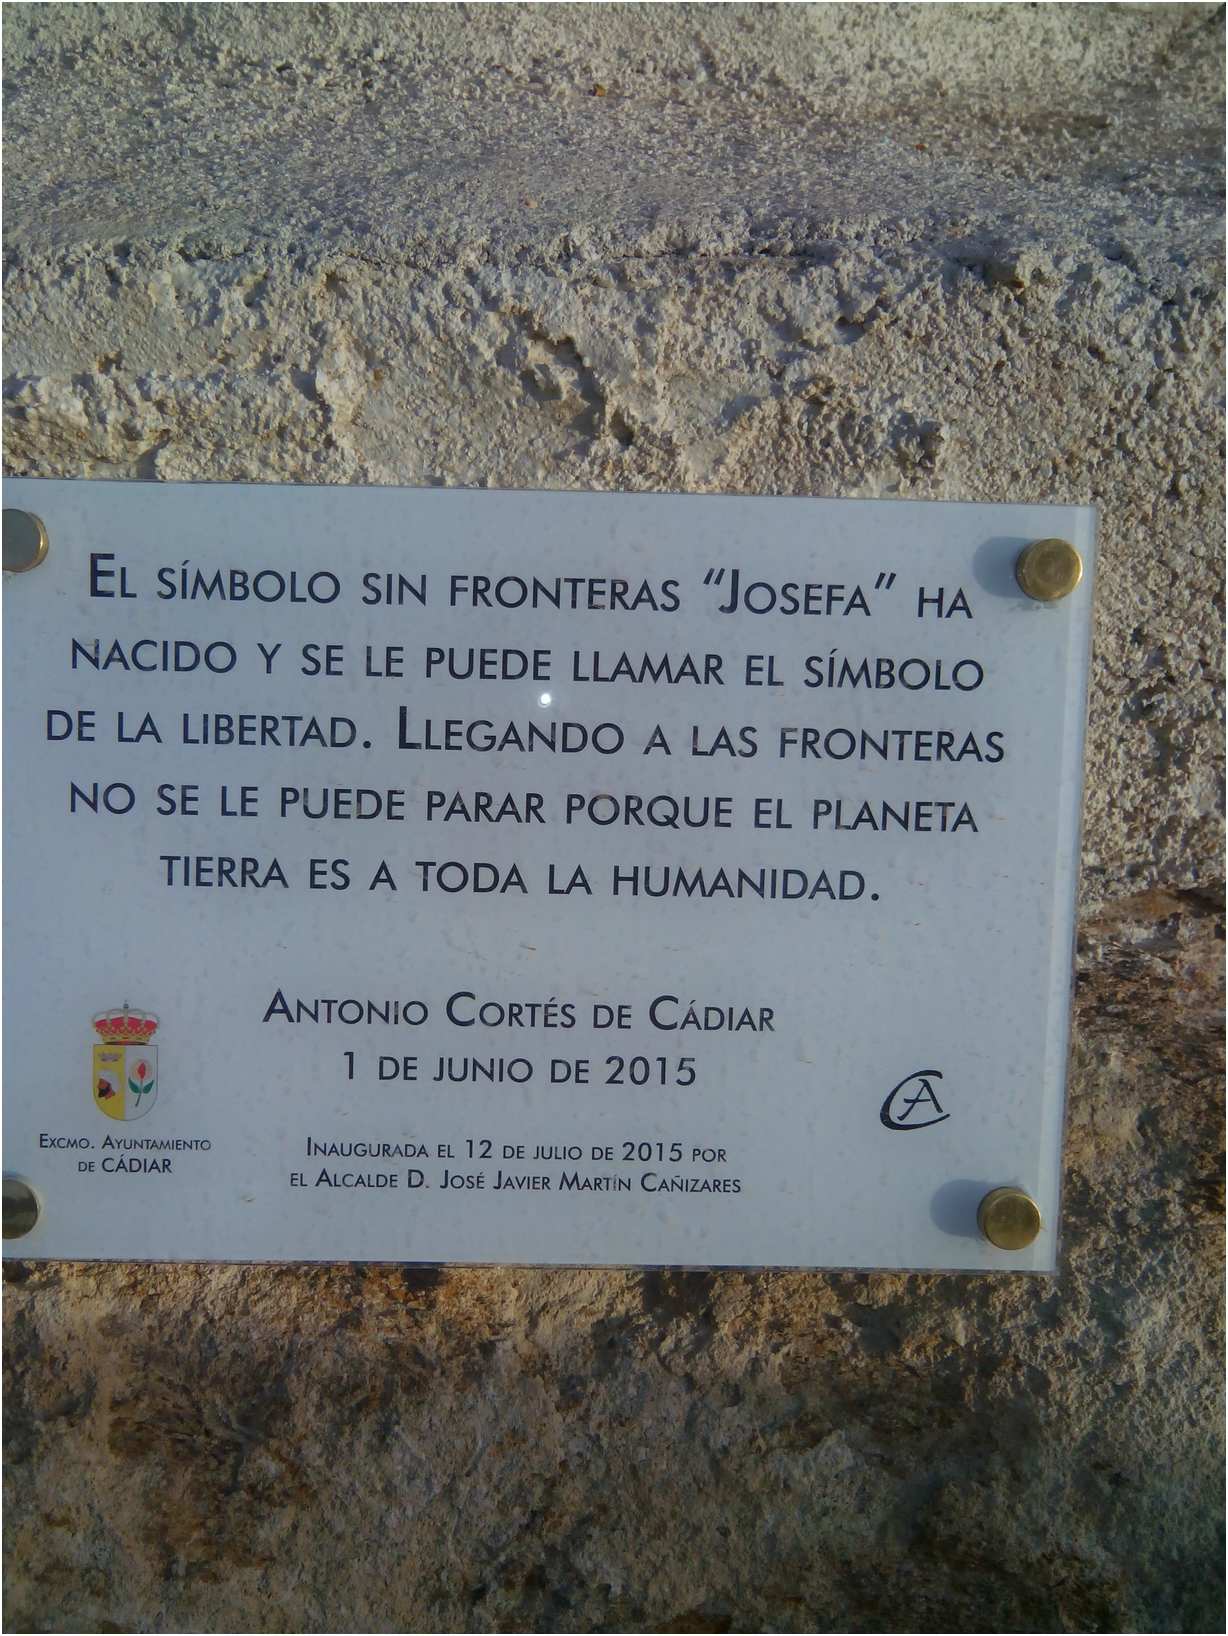 El símbolo sin fronteras “Josefa” ha
nacido y se le puede llamar el símbolo
de la libertad. Llegando a las fronteras
no se le puede parar porque el planeta
tierra es a toda la humanidad.
Antonio Cortés de Cádiar
1 de junio de 2015
Excmo. Ayuntamiento
de CÁDIAR
Inaugurada el 12 de julio de 2015 por
el Alcalde D. José Javier Martín Cañizares
CA